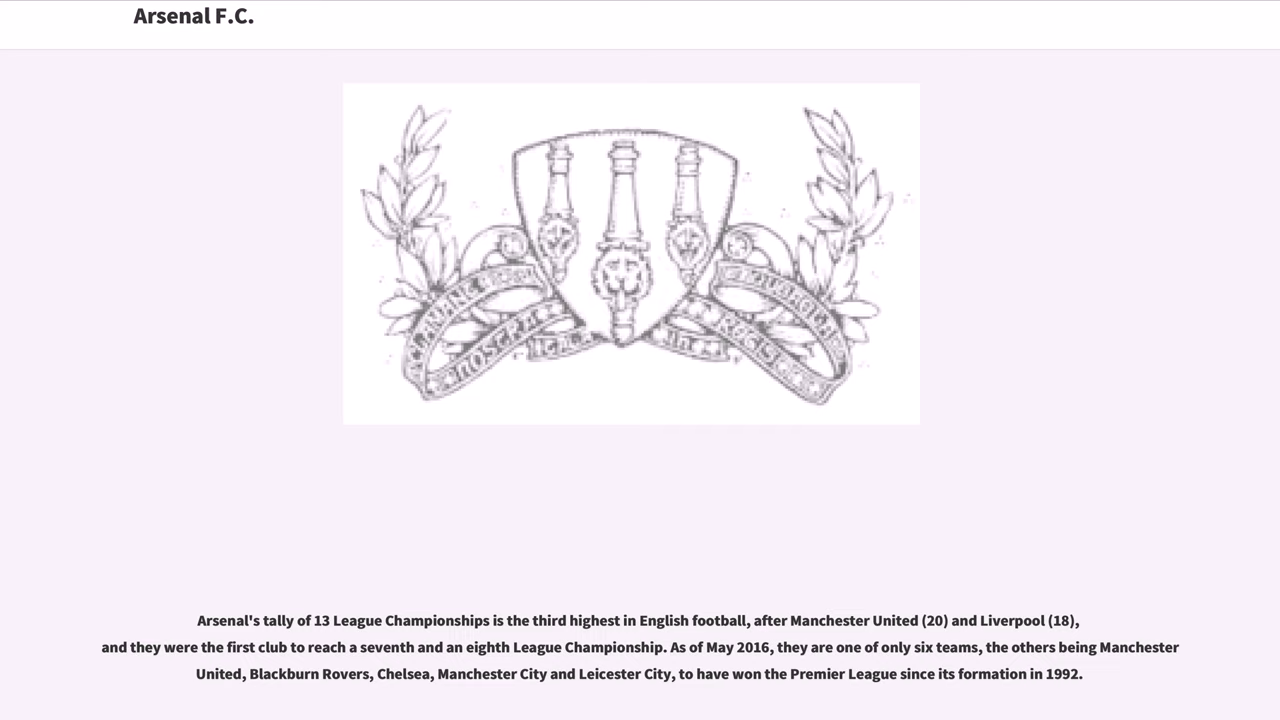 Arsenal F.C.
NOSTRA
REGIS
Arsenal's tally of 13 League Championships is the third highest in English football, after Manchester United (20) and Liverpool (18),
and they were the first club to reach a seventh and an eighth League Championship. As of May 2016, they are one of only six teams, the others being Manchester
United, Blackburn Rovers, Chelsea, Manchester City and Leicester City, to have won the Premier League since its formation in 1992.